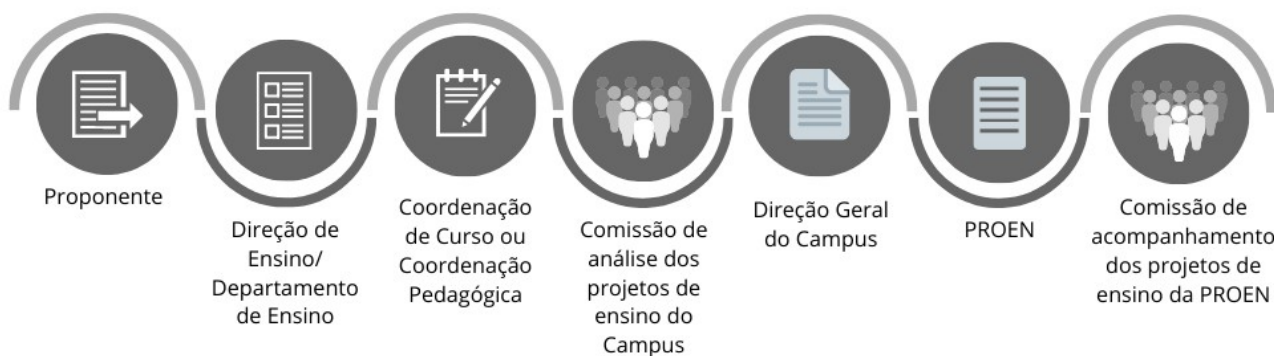 Proponente
Direção de
Ensino/
Departamento
de Ensino
Coordenação
de Curso ou
Coordenação
Pedagógica
Comissão de
análise dos
projetos de
ensino do
Campus
Direção Geral
do Campus
PROEN
Comissão de
acompanhamento
dos projetos de
ensino da PROEN